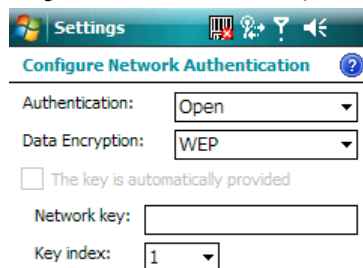 Settings
Configure Network Authentication
Authentication: Open
Data Encryption: WEP
The key is automatically provided
Network key:
Key index: 1